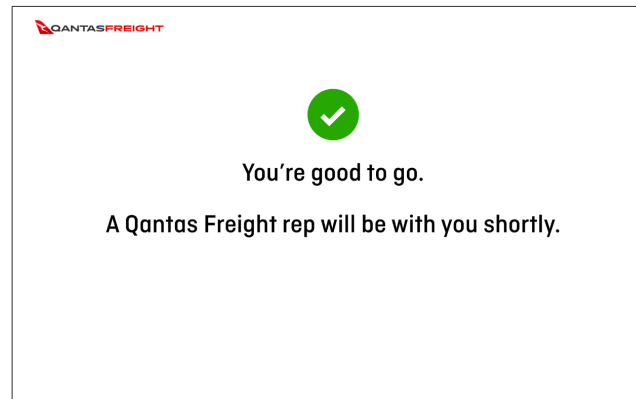 QANTASFREIGHT
You’re good to go.
A Qantas Freight rep will be with you shortly.